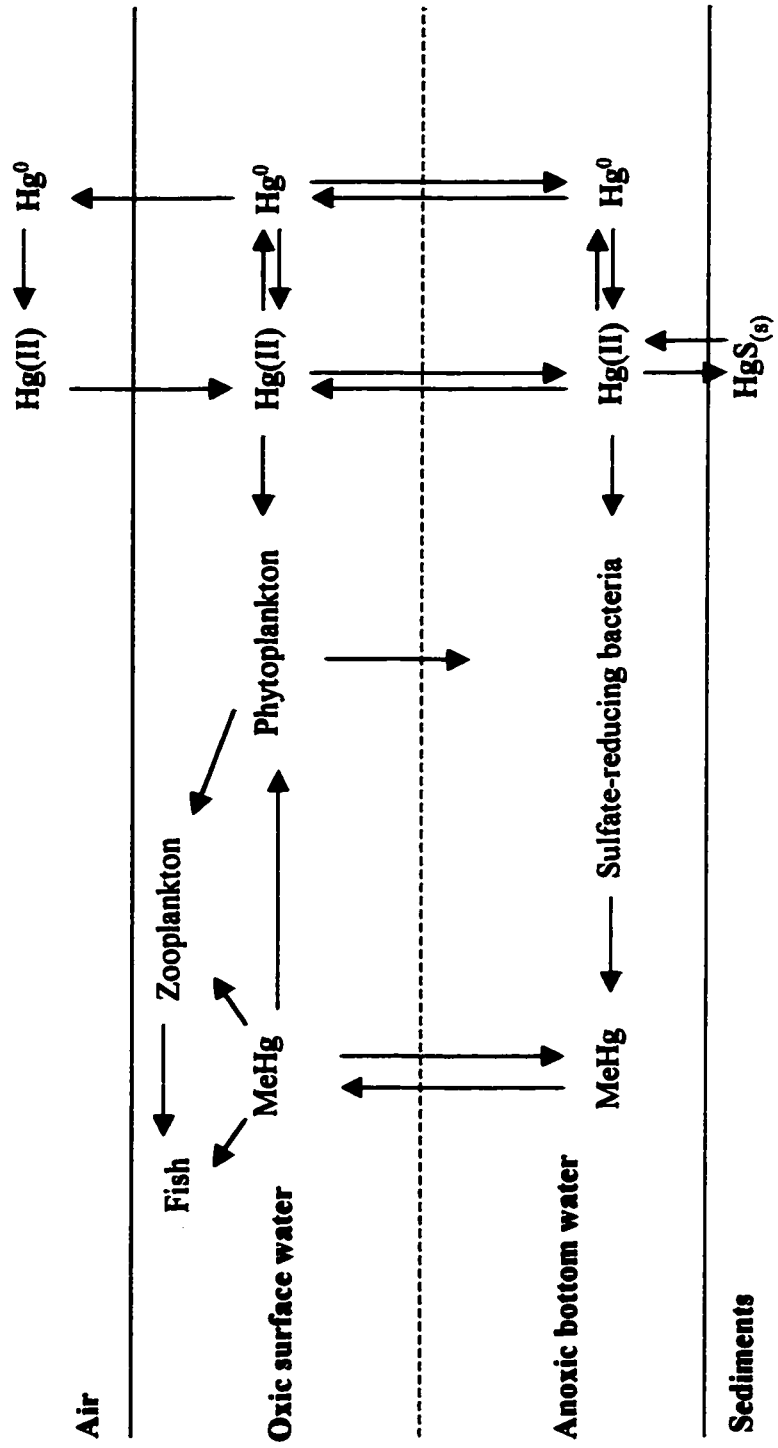 Air
Hg(II)
Hg⁰
Fish
Zooplankton
Oxic surface water
MeHg
Phytoplankton
Hg(II)
Hg⁰
Anoxic bottom water
MeHg
Sulfate-reducing bacteria
Hg(II)
Hg⁰
Sediments
HgS(s)